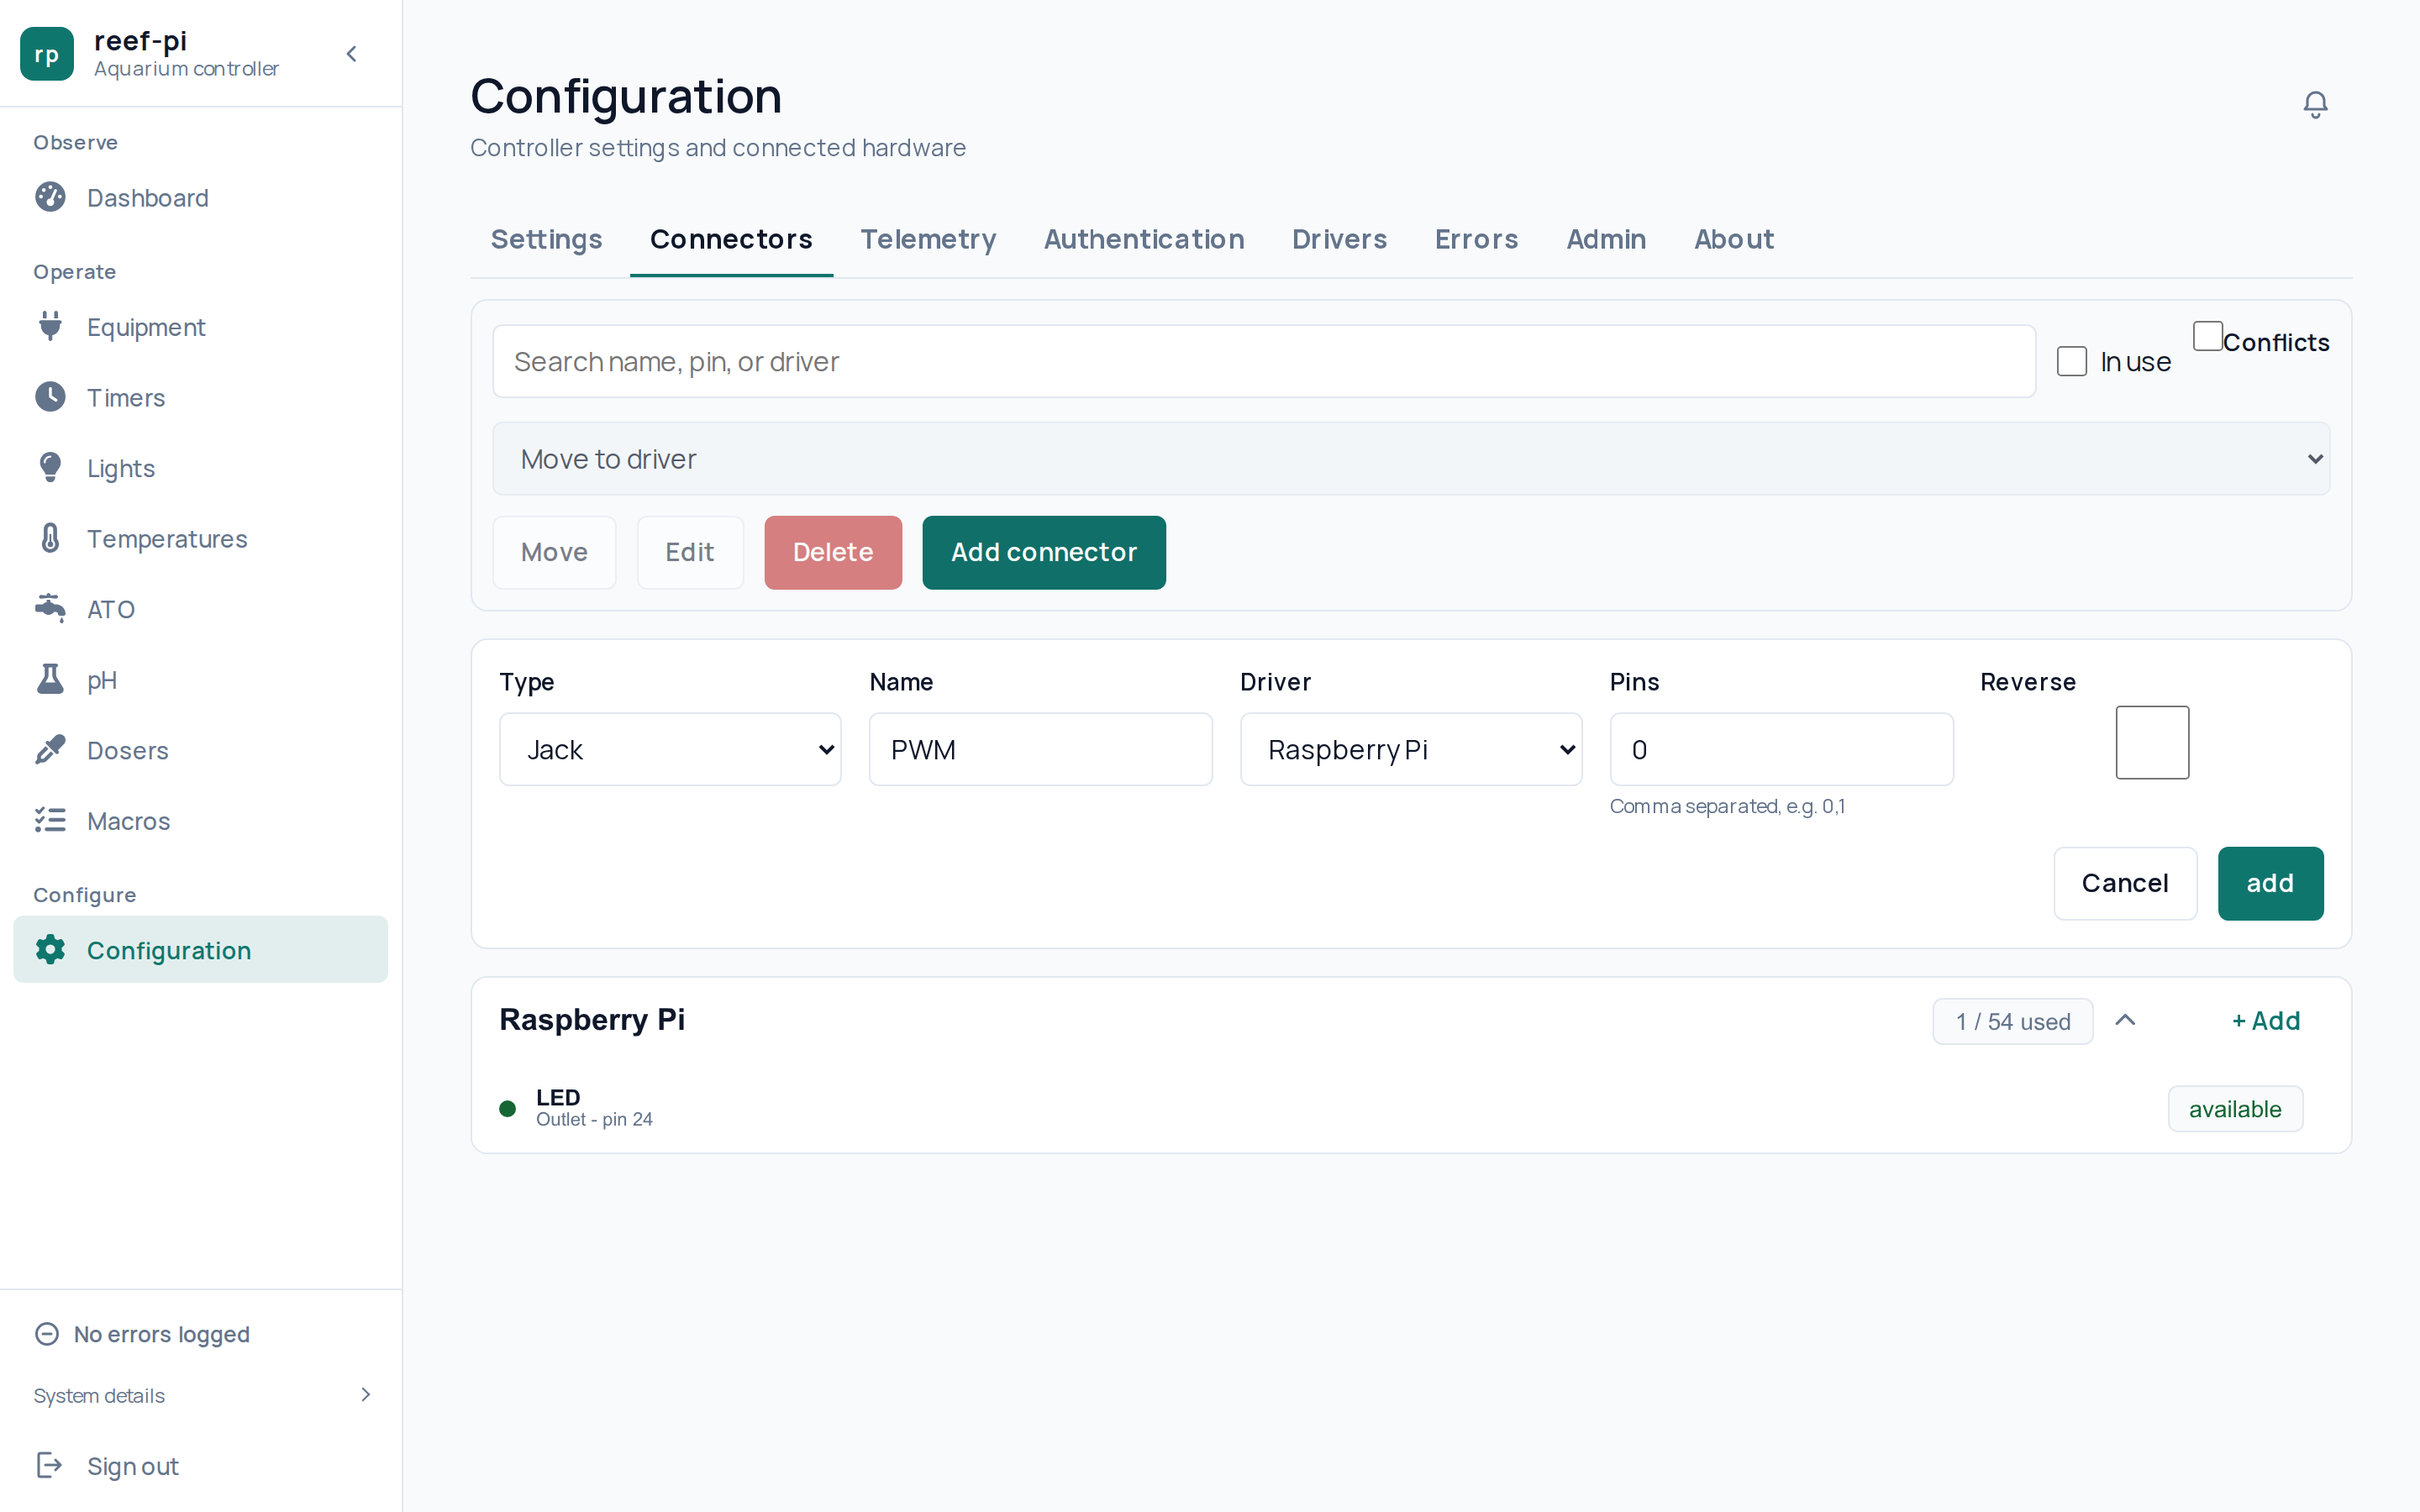 rp
reef-pi
Aquarium controller
Observe
Dashboard
Operate
Equipment
Timers
Lights
Temperatures
ATO
pH
Dosers
Macros
Configure
Configuration
No errors logged
System details
Sign out
Configuration
Controller settings and connected hardware
Settings Connectors Telemetry Authentication Drivers Errors Admin About
Search name, pin, or driver In use Conflicts
Move to driver
Move Edit Delete Add connector
Type Name Driver Pins Reverse
Jack PWM Raspberry Pi 0
Comma separated, e.g. 0,1
Cancel add
Raspberry Pi 1 / 54 used + Add
LED
Outlet - pin 24 available